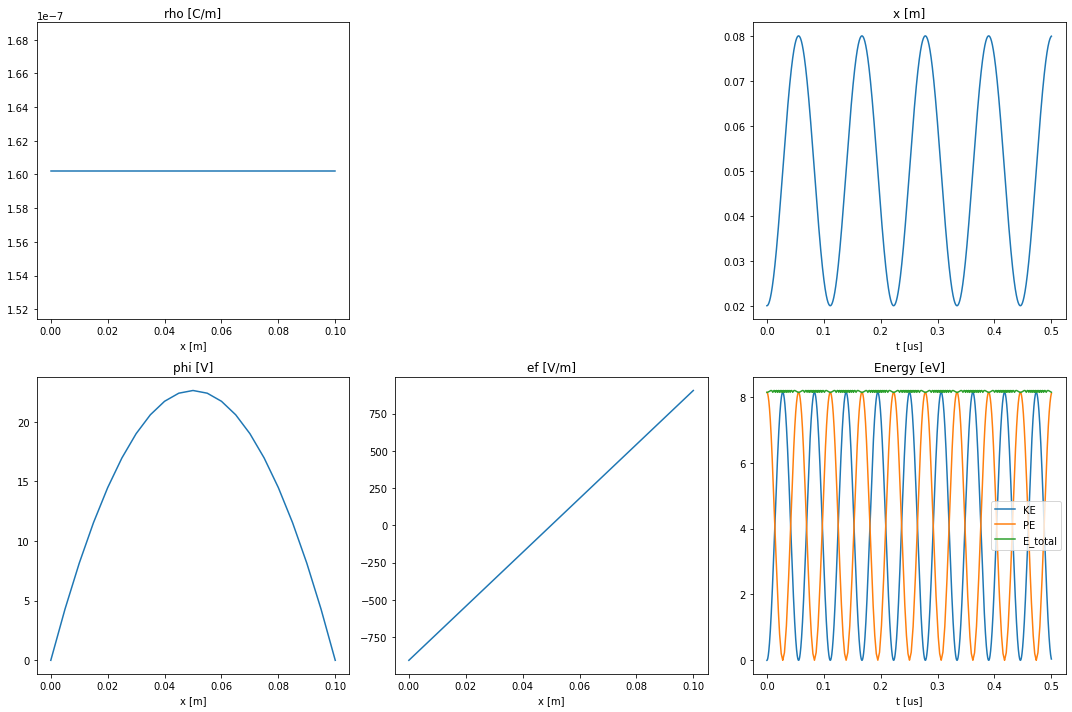 rho [C/m]
1e-7
1.68
1.66
1.64
1.62
1.60
1.58
1.56
1.54
1.52
0.00 0.02 0.04 0.06 0.08 0.10
x [m]
x [m]
0.08
0.07
0.06
0.05
0.04
0.03
0.02
0.0 0.1 0.2 0.3 0.4 0.5
t [us]
phi [V]
20
15
10
5
0
0.00 0.02 0.04 0.06 0.08 0.10
x [m]
ef [V/m]
750
500
250
0
−250
−500
−750
0.00 0.02 0.04 0.06 0.08 0.10
x [m]
Energy [eV]
8
6
4
2
0
KE
PE
E_total
0.0 0.1 0.2 0.3 0.4 0.5
t [us]